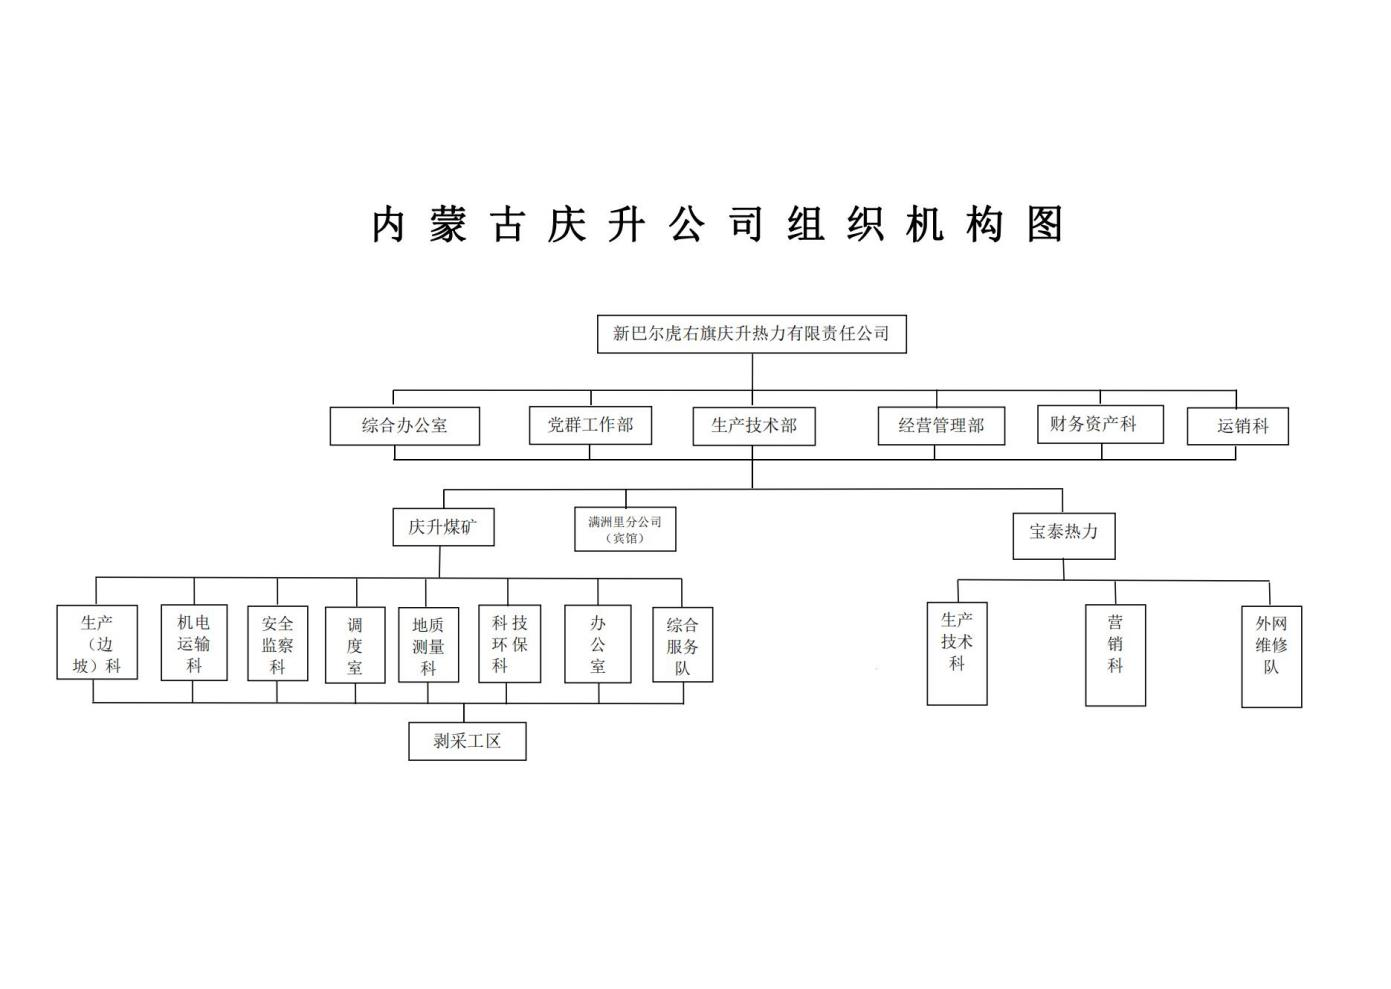 内蒙古庆升公司组织机构图
新巴尔虎右旗庆升热力有限责任公司
综合办公室
党群工作部
生产技术部
经营管理部
财务资产科
运销科
庆升煤矿
满洲里分公司
（宾馆）
宝泰热力
生产
（边
坡）科
机电
运输
科
安全
监察
科
调
度
室
地质
测量
科
科技
环保
科
办
公
室
综合
服务
队
生产
技术
科
营
销
科
外网
维修
队
剥采工区